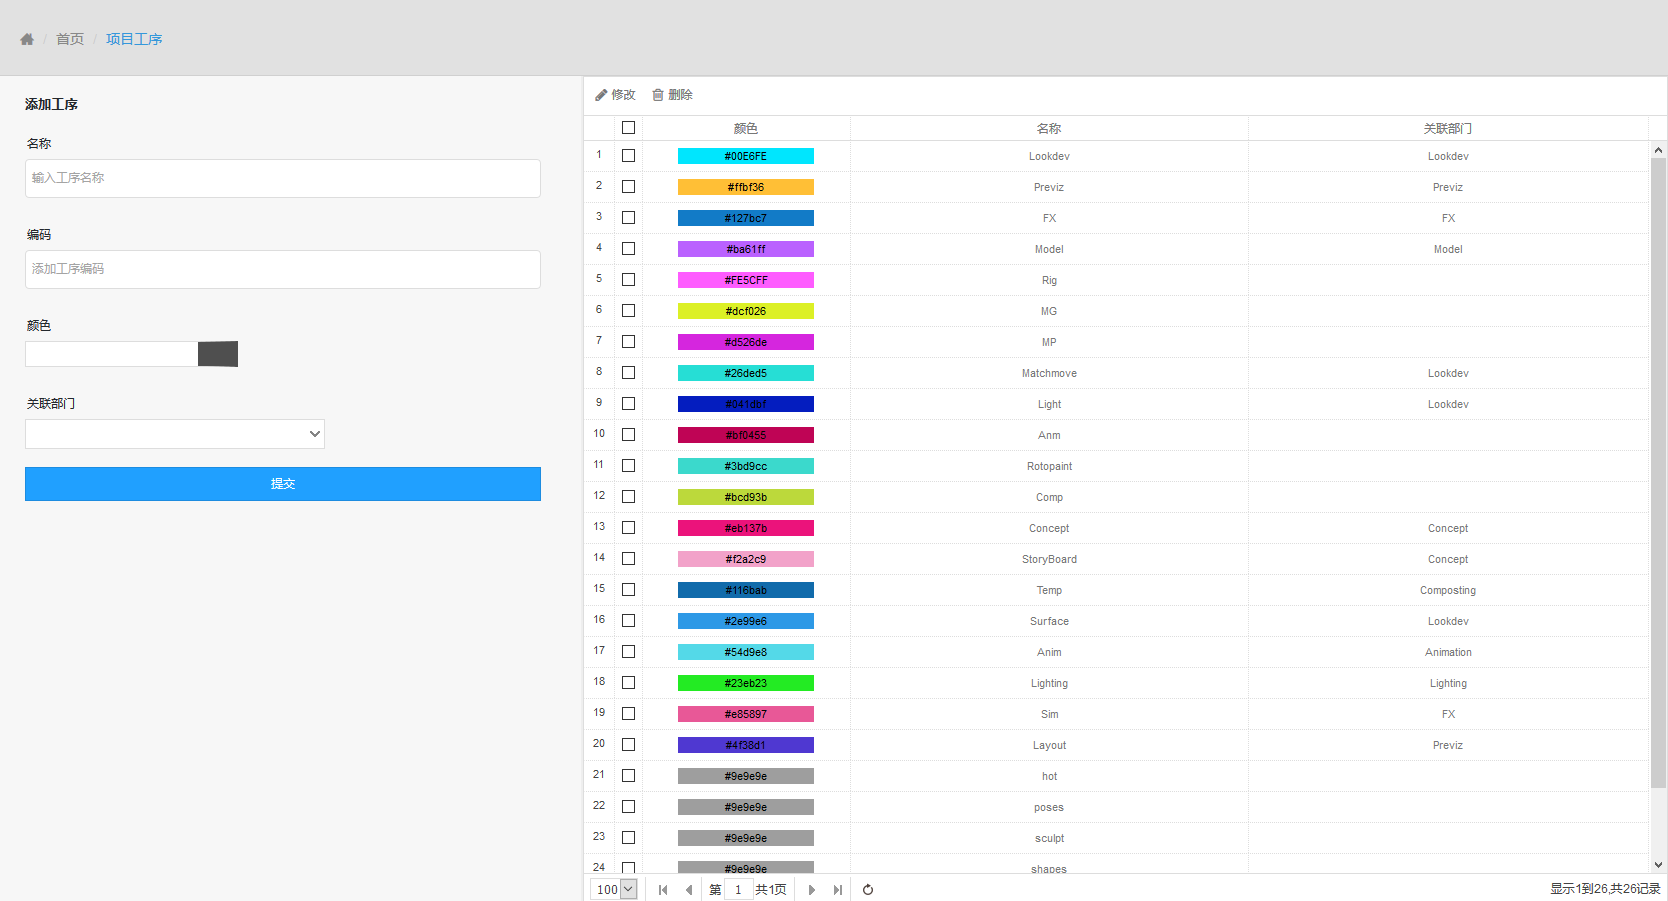 首页 / 项目工序
添加工序
名称
输入工序名称
编码
添加工序编码
颜色
关联部门
提交
修改 删除
颜色 名称 关联部门
1 #00E6FE Lookdev Lookdev
2 #ffbf36 Previz Previz
3 #127bc7 FX FX
4 #ba61ff Model Model
5 #FE5CFF Rig
6 #dcf026 MG
7 #d526de MP
8 #26ded5 Matchmove Lookdev
9 #041dbf Light Lookdev
10 #bf0455 Anm
11 #3bd9cc Rotopaint
12 #bcd93b Comp
13 #eb137b Concept Concept
14 #f2a2c9 StoryBoard Concept
15 #116bab Temp Composting
16 #2e99e6 Surface Lookdev
17 #54d9e8 Anim Animation
18 #23eb23 Lighting Lighting
19 #e85897 Sim FX
20 #4f38d1 Layout Previz
21 #9e9e9e hot
22 #9e9e9e poses
23 #9e9e9e sculpt
24 #9e9e9e shapes
100 第 1 共1页 显示1到26,共26记录